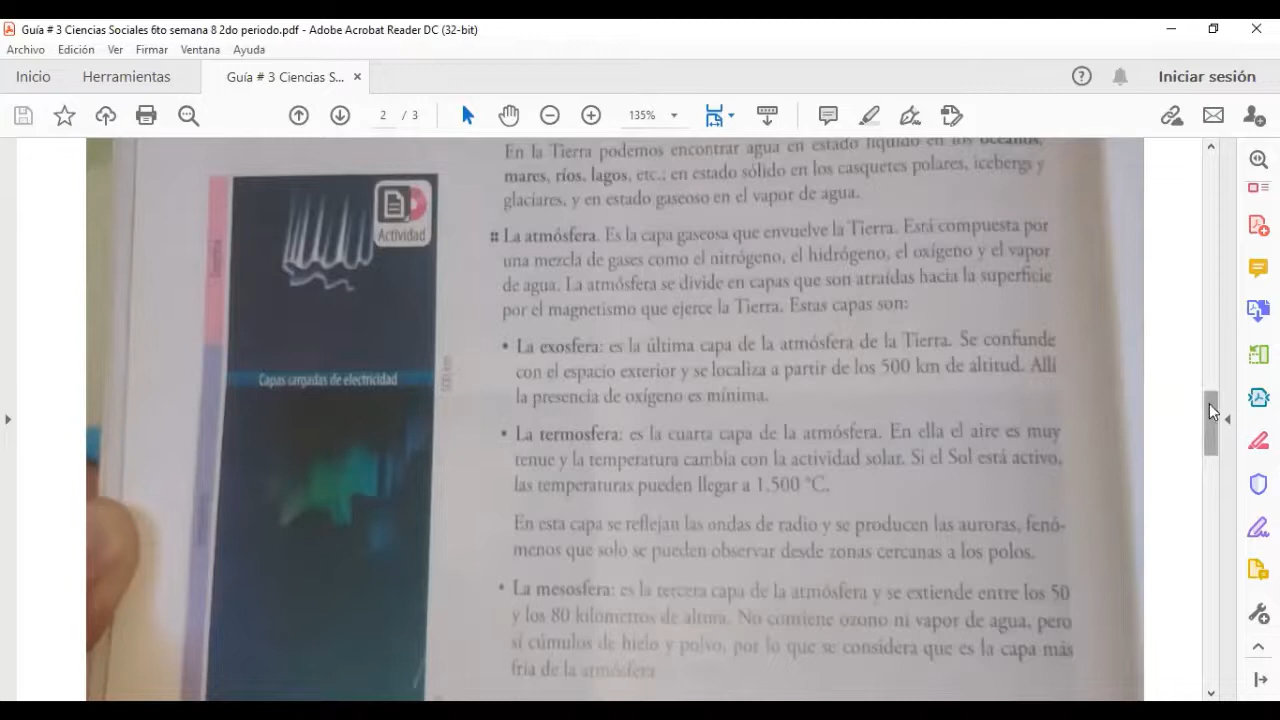 Guía # 3 Ciencias Sociales 6to semana 8 2do periodo.pdf - Adobe Acrobat Reader DC (32-bit)
Archivo Edición Ver Firmar Ventana Ayuda
Inicio Herramientas Guía # 3 Ciencias S... × Iniciar sesión
2 / 3 135%
En la Tierra podemos encontrar agua en estado líquido en los océanos,
mares, ríos, lagos, etc.; en estado sólido en los casquetes polares, icebergs y
glaciares, y en estado gaseoso en el vapor de agua.
Actividad
La atmósfera. Es la capa gaseosa que envuelve la Tierra. Está compuesta por
una mezcla de gases como el nitrógeno, el hidrógeno, el oxígeno y el vapor
de agua. La atmósfera se divide en capas que son atraídas hacia la superficie
por el magnetismo que ejerce la Tierra. Estas capas son:
• La exosfera: es la última capa de la atmósfera de la Tierra. Se confunde
con el espacio exterior y se localiza a partir de los 500 km de altitud. Allí
la presencia de oxígeno es mínima.
Capas cargadas de electricidad
500 km
• La termosfera: es la cuarta capa de la atmósfera. En ella el aire es muy
tenue y la temperatura cambia con la actividad solar. Si el Sol está activo,
las temperaturas pueden llegar a 1.500 °C.
En esta capa se reflejan las ondas de radio y se producen las auroras, fenó-
menos que solo se pueden observar desde zonas cercanas a los polos.
• La mesosfera: es la tercera capa de la atmósfera y se extiende entre los 50
y los 80 kilómetros de altura. No contiene ozono ni vapor de agua, pero
sí cúmulos de hielo y polvo, por lo que se considera que es la capa más
fría de la atmósfera